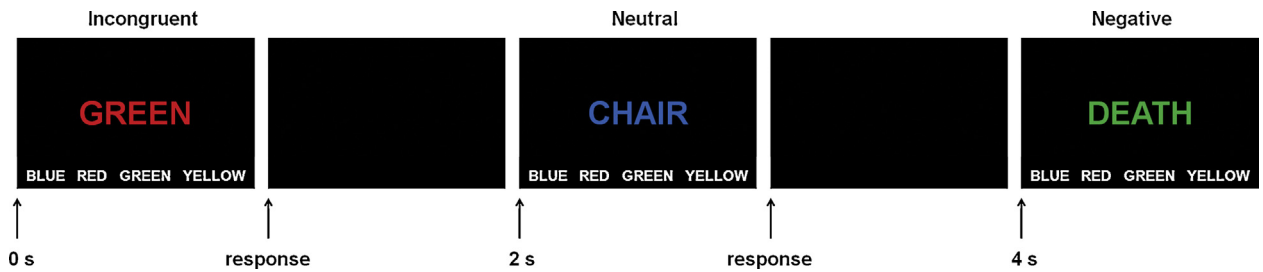 Incongruent Neutral Negative
GREEN CHAIR DEATH
BLUE RED GREEN YELLOW BLUE RED GREEN YELLOW BLUE RED GREEN YELLOW
0 s response 2 s response 4 s